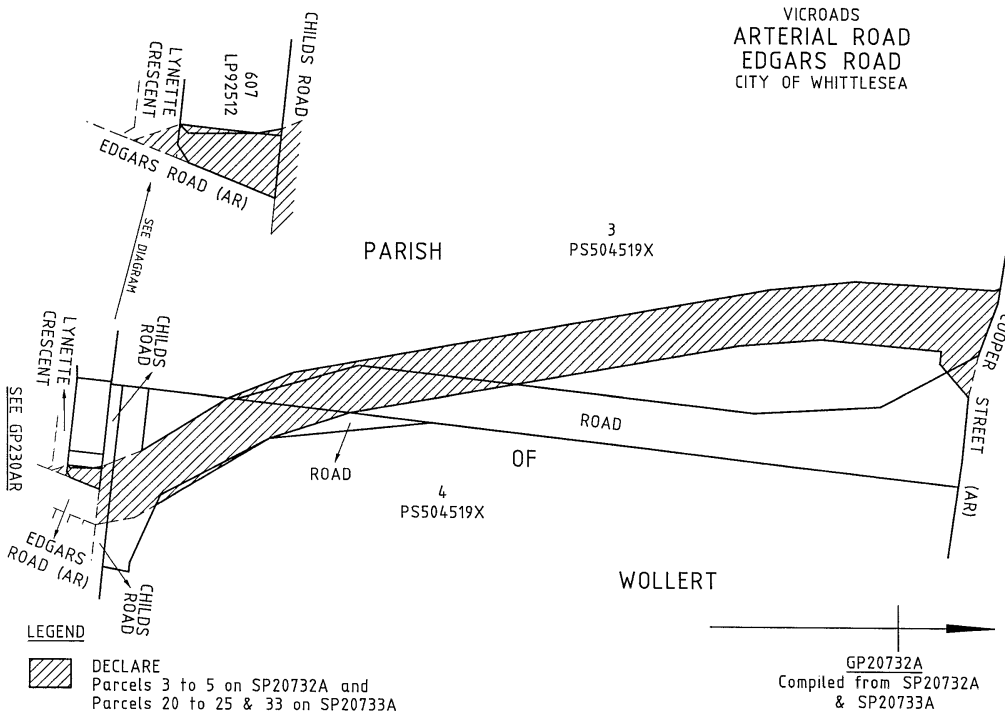 VICROADS
ARTERIAL ROAD
EDGARS ROAD
CITY OF WHITTLESEA
CHILDS ROAD
607
LP92512
LYNETTE
CRESCENT
EDGARS ROAD (AR)
SEE DIAGRAM
PARISH
3
PS504519X
COOPER
STREET
(AR)
CHILDS
ROAD
LYNETTE
CRESCENT
SEE GP230AR
ROAD
ROAD
OF
4
PS504519X
EDGARS
ROAD (AR)
CHILDS
ROAD
WOLLERT
LEGEND
DECLARE
Parcels 3 to 5 on SP20732A and
Parcels 20 to 25 & 33 on SP20733A
GP20732A
Compiled from SP20732A
& SP20733A